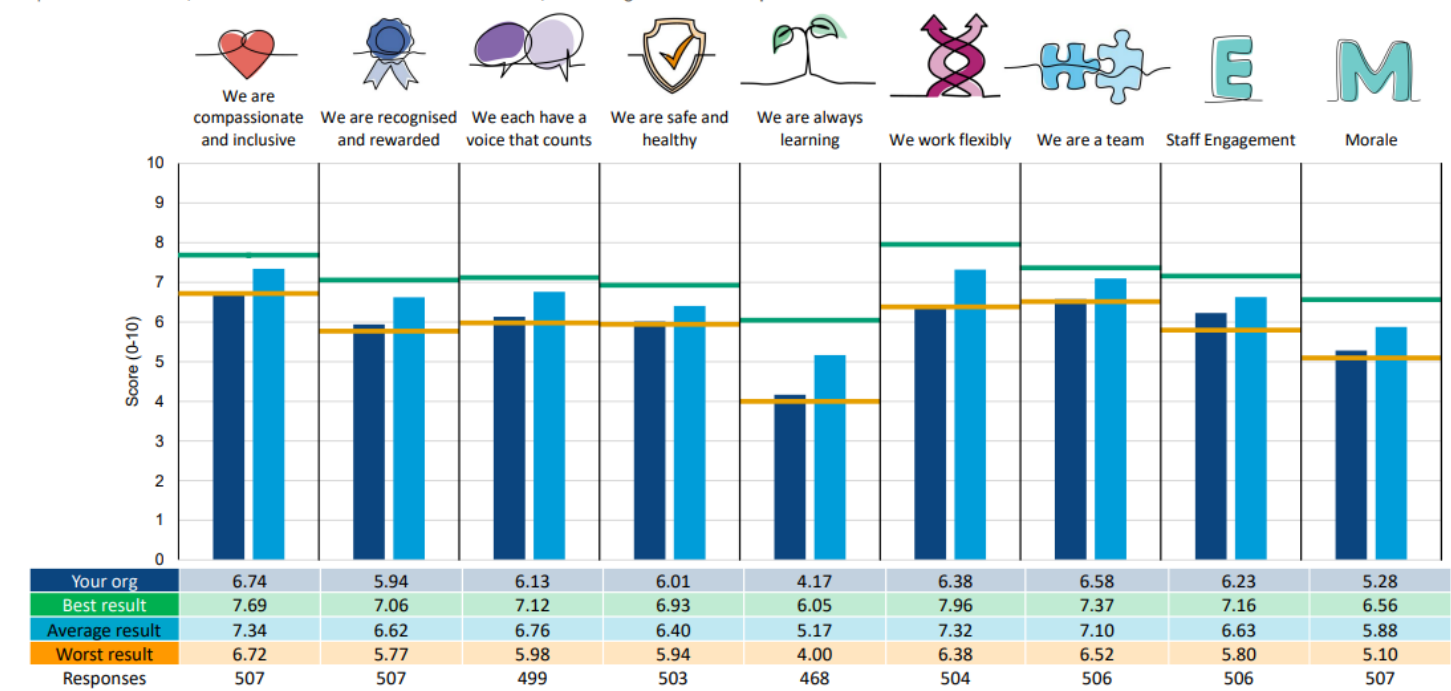 We are
compassionate
and inclusive
We are recognised
and rewarded
We each have a
voice that counts
We are safe and
healthy
We are always
learning
We work flexibly
We are a team
E
Staff Engagement
M
Morale
Score (0-10)
10
9
8
7
6
5
4
3
2
1
0
Your org 6.74 5.94 6.13 6.01 4.17 6.38 6.58 6.23 5.28
Best result 7.69 7.06 7.12 6.93 6.05 7.96 7.37 7.16 6.56
Average result 7.34 6.62 6.76 6.40 5.17 7.32 7.10 6.63 5.88
Worst result 6.72 5.77 5.98 5.94 4.00 6.38 6.52 5.80 5.10
Responses 507 507 499 503 468 504 506 506 507